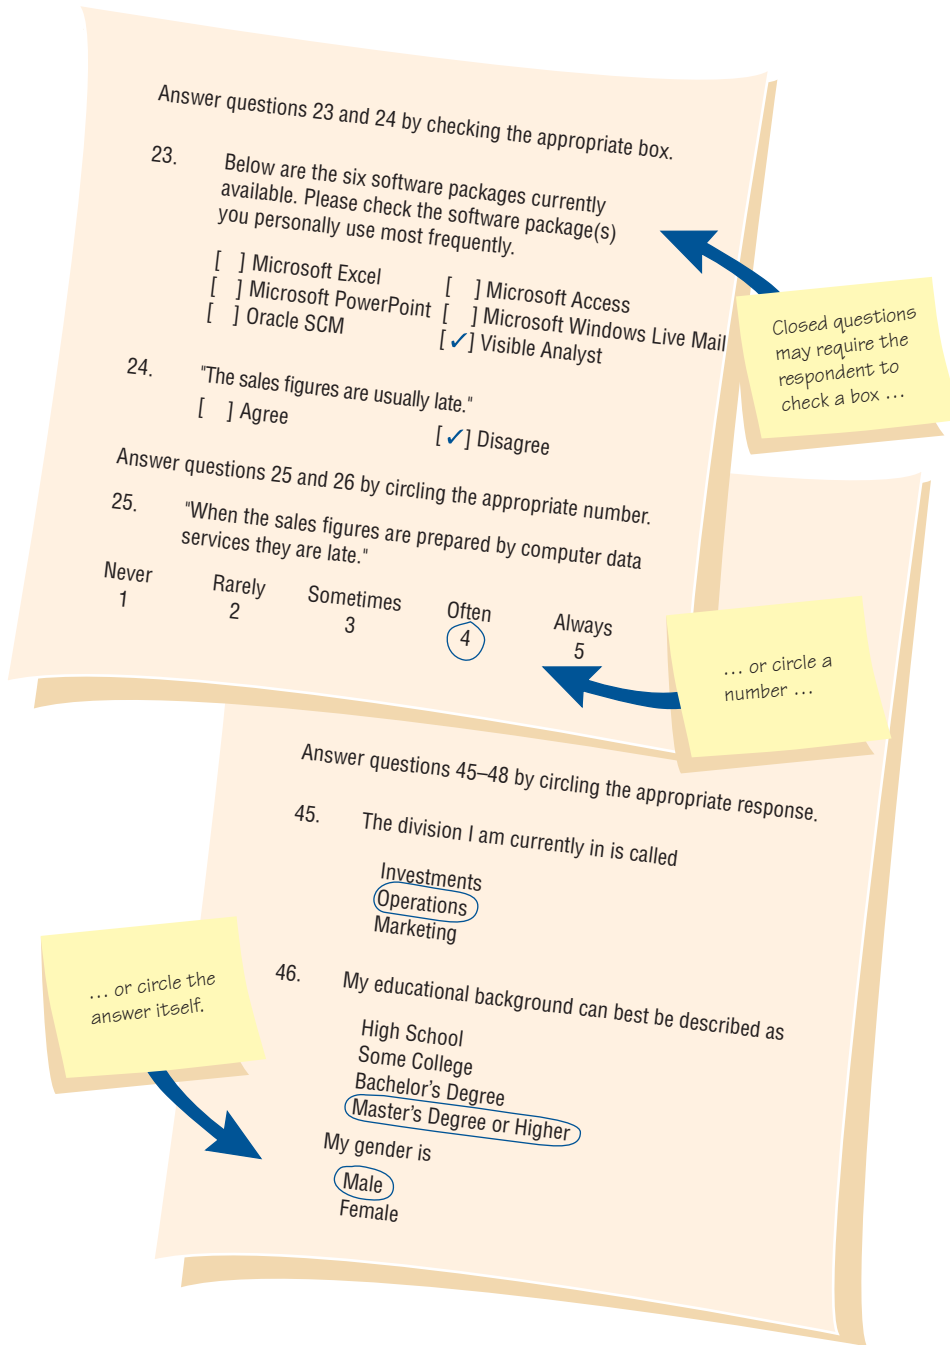 Answer questions 23 and 24 by checking the appropriate box.
23. Below are the six software packages currently
available. Please check the software package(s)
you personally use most frequently.
[ ] Microsoft Excel
[ ] Microsoft PowerPoint
[ ] Oracle SCM
[ ] Microsoft Access
[ ] Microsoft Windows Live Mail
[✓] Visible Analyst
Closed questions
may require the
respondent to
check a box …
24. "The sales figures are usually late."
[ ] Agree [✓] Disagree
Answer questions 25 and 26 by circling the appropriate number.
25. "When the sales figures are prepared by computer data
services they are late."
Never Rarely Sometimes Often Always
1 2 3 4 5
… or circle a
number …
Answer questions 45–48 by circling the appropriate response.
45. The division I am currently in is called
Investments
Operations
Marketing
46. My educational background can best be described as
High School
Some College
Bachelor's Degree
Master's Degree or Higher
My gender is
Male
Female
… or circle the
answer itself.